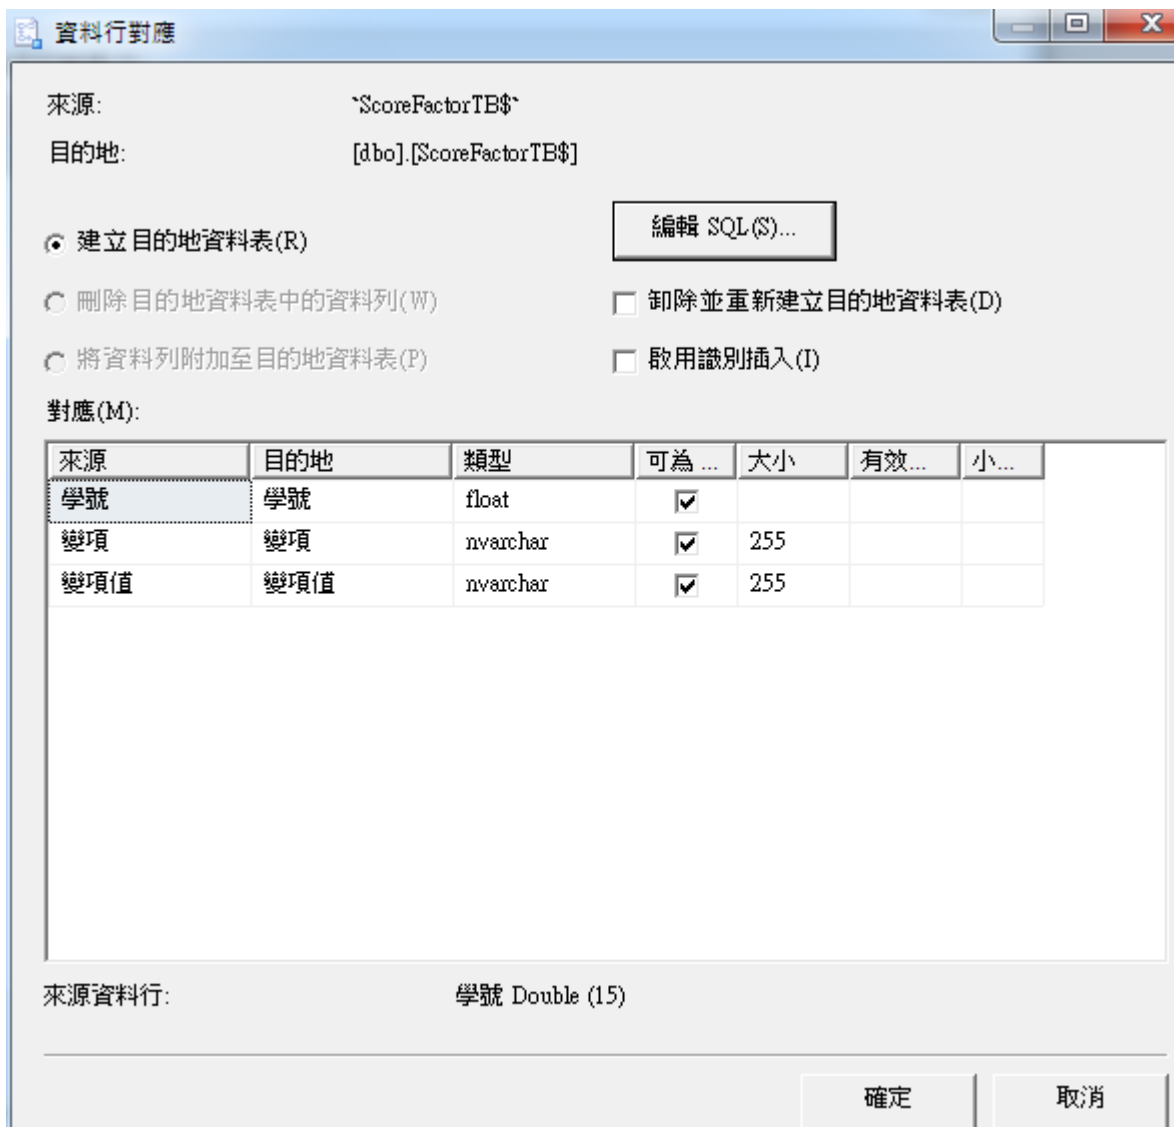 資料行對應
來源: `ScoreFactorTB$`
目的地: [dbo].[ScoreFactorTB$]
建立目的地資料表(R) 編輯 SQL(S)...
刪除目的地資料表中的資料列(W) 卸除並重新建立目的地資料表(D)
將資料列附加至目的地資料表(P) 啟用識別插入(I)
對應(M):
來源 目的地 類型 可為 ... 大小 有效... 小...
學號 學號 float
變項 變項 nvarchar 255
變項值 變項值 nvarchar 255
來源資料行: 學號 Double (15)
確定 取消